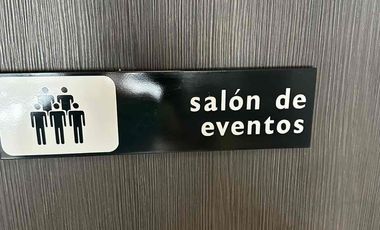 salón de
eventos